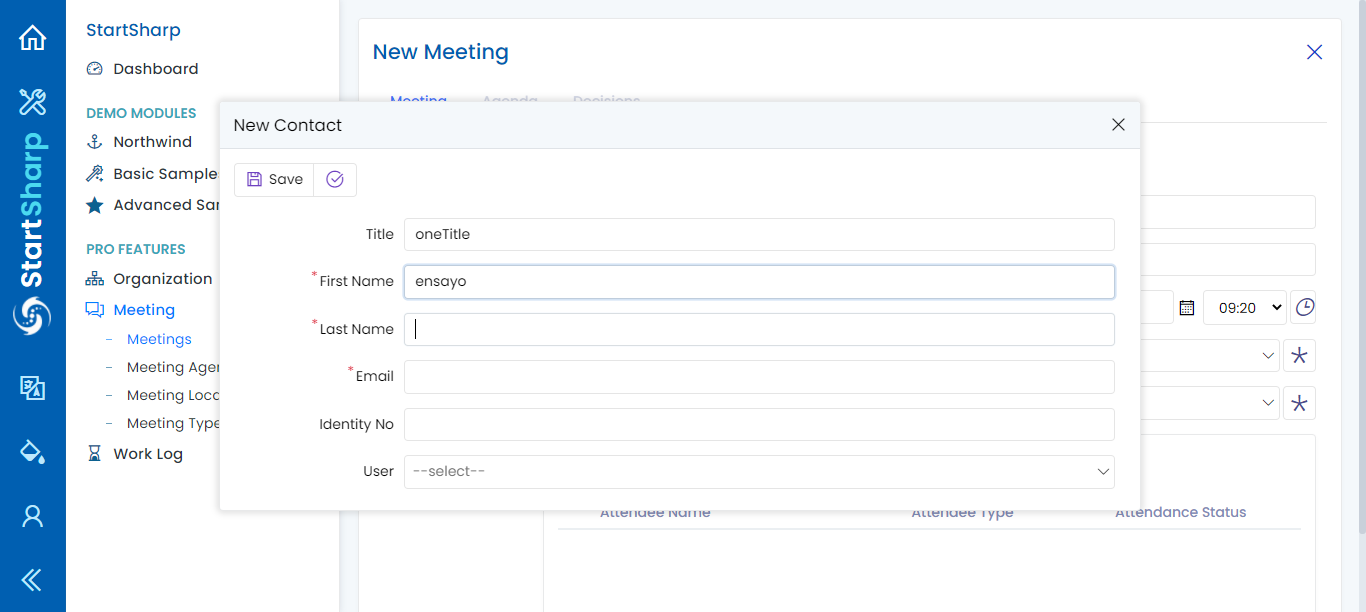 StartSharp
StartSharp
Dashboard
DEMO MODULES
Northwind
Basic Sample
Advanced Sar
PRO FEATURES
Organization
Meeting
Meetings
Meeting Ager
Meeting Loca
Meeting Type
Work Log
New Meeting
Meeting Agenda Decisions
New Contact
Save
Title oneTitle
*First Name ensayo
*Last Name
*Email
Identity No
User --select--
09:20
Attendee Name Attendee Type Attendance Status